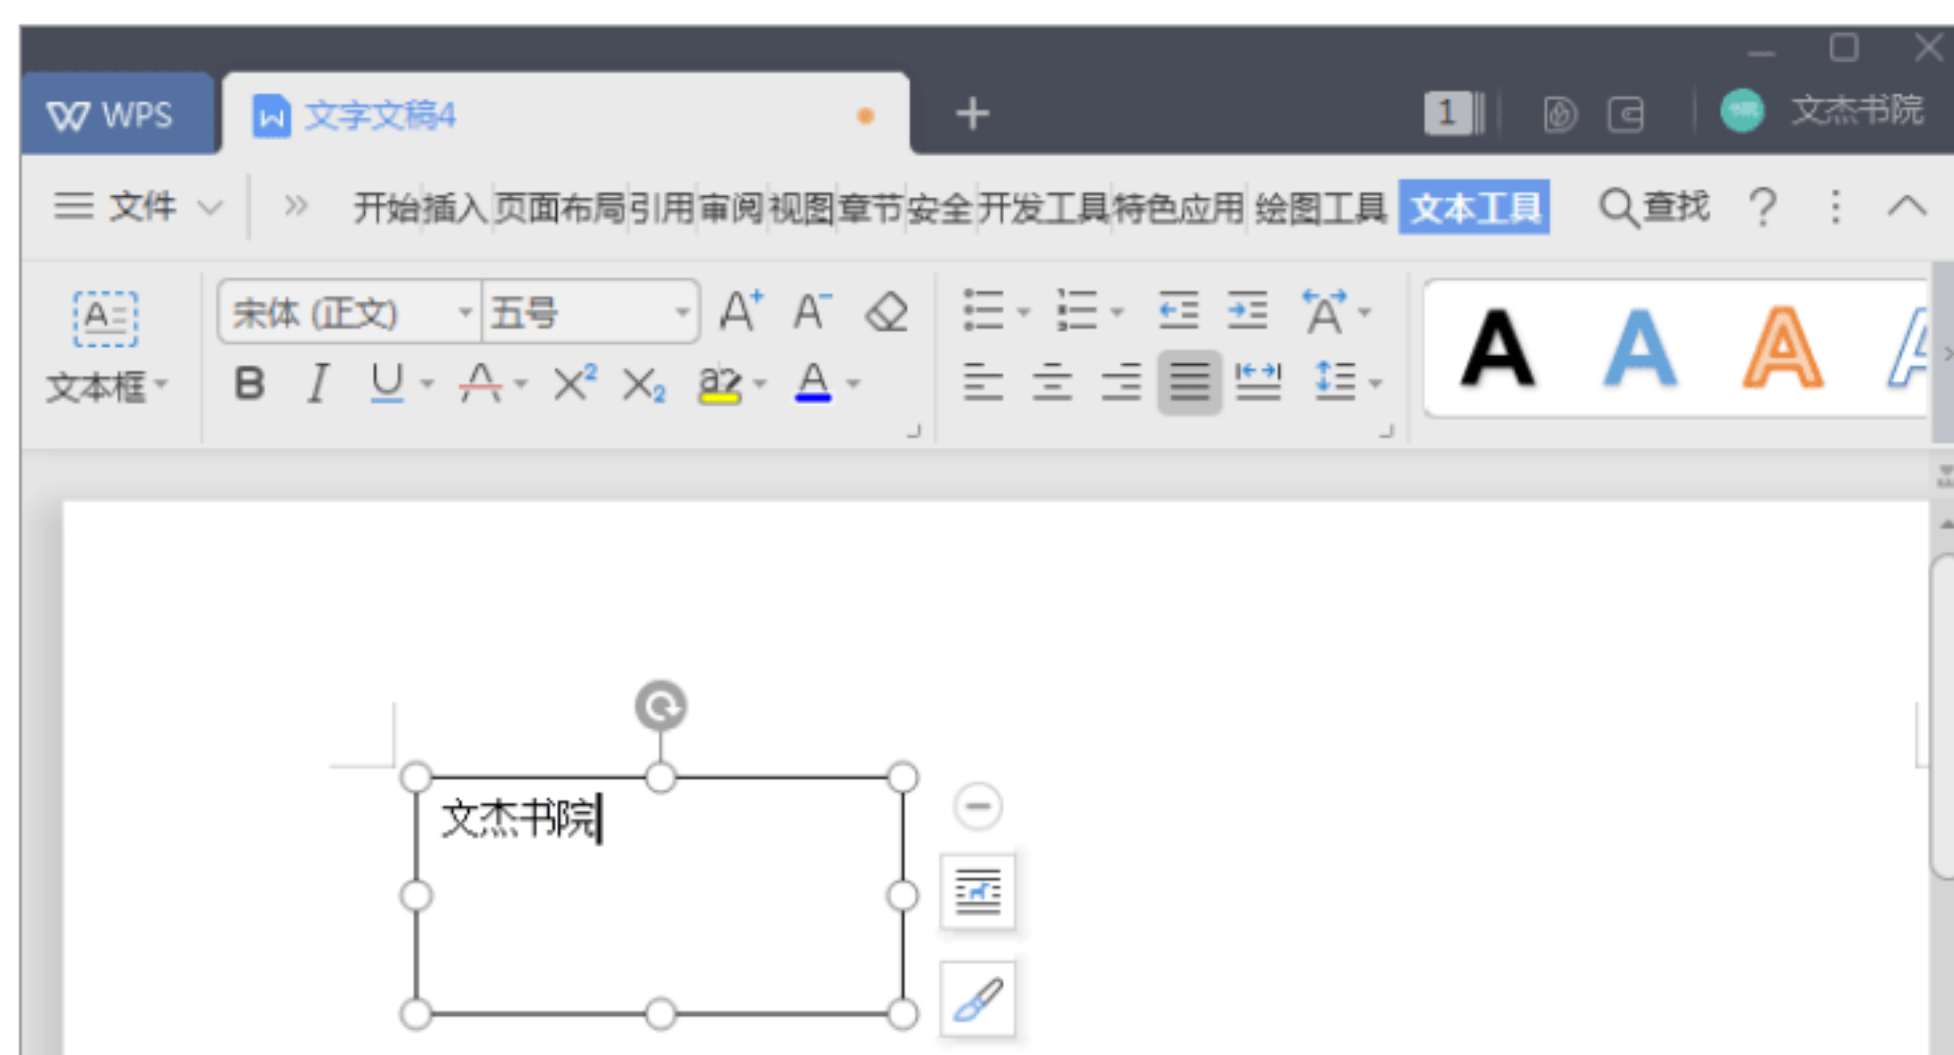 WPS 文字文稿4 1 文杰书院
文件 开始 插入 页面布局 引用 审阅 视图 章节 安全 开发工具 特色应用 绘图工具 文本工具 查找
宋体 (正文) 五号
文本框
文杰书院